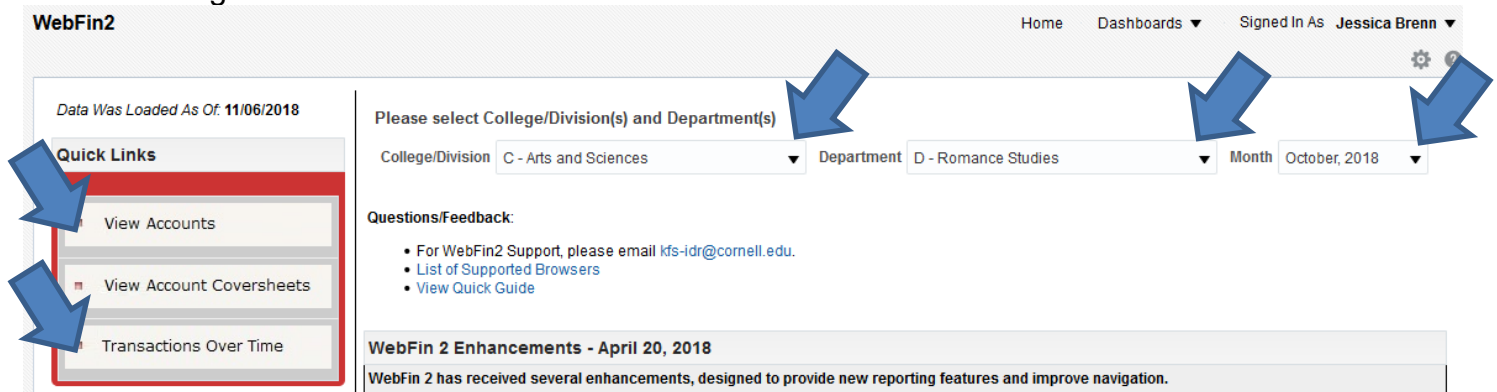 WebFin2
Home Dashboards ▼ Signed In As Jessica Brenn ▼
Data Was Loaded As Of: 11/06/2018
Quick Links
View Accounts
View Account Coversheets
Transactions Over Time
Please select College/Division(s) and Department(s)
College/Division C - Arts and Sciences ▼ Department D - Romance Studies ▼ Month October, 2018 ▼
Questions/Feedback:
• For WebFin2 Support, please email kfs-idr@cornell.edu.
• List of Supported Browsers
• View Quick Guide
WebFin 2 Enhancements - April 20, 2018
WebFin 2 has received several enhancements, designed to provide new reporting features and improve navigation.